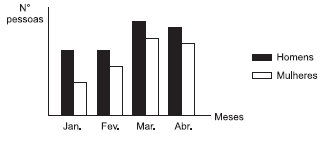 N°
pessoas
Homens
Mulheres
Meses
Jan. Fev. Mar. Abr.